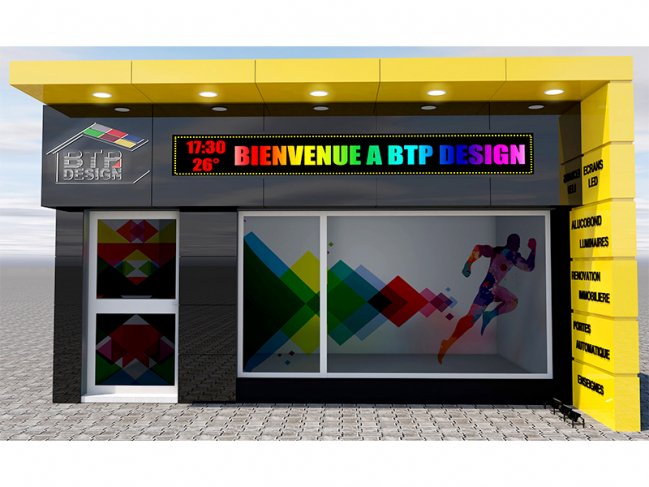 BTP
DESIGN
17:30
26°
BIENVENUE A BTP DESIGN
ECRANS
LED
ALUCOBOND
LUMINAIRES
RENOVATION
IMMOBILIERE
PORTES
AUTOMATIQUE
ENSEIGNES